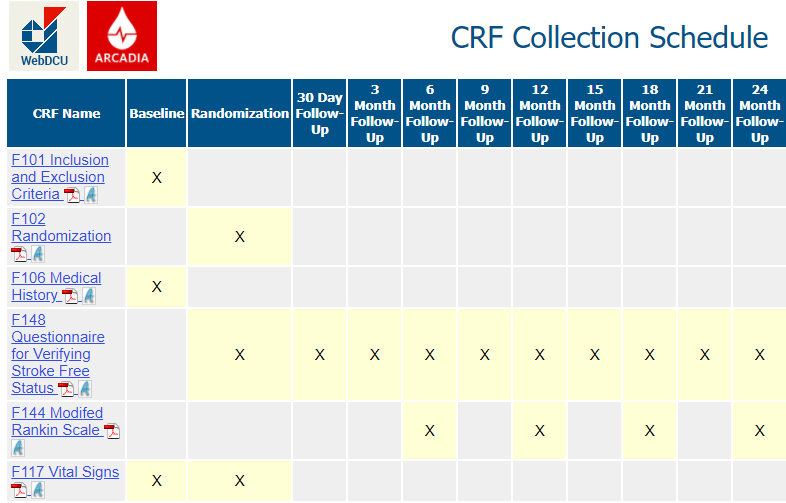 WebDCU
ARCADIA
CRF Collection Schedule
CRF Name Baseline Randomization 30 Day Follow-Up 3 Month Follow-Up 6 Month Follow-Up 9 Month Follow-Up 12 Month Follow-Up 15 Month Follow-Up 18 Month Follow-Up 21 Month Follow-Up 24 Month Follow-Up
F101 Inclusion
and Exclusion
Criteria
X
F102
Randomization
X
F106 Medical
History
X
F148
Questionnaire
for Verifying
Stroke Free
Status
X X X X X X X X X X
F144 Modifed
Rankin Scale
X X X X
F117 Vital Signs
X X